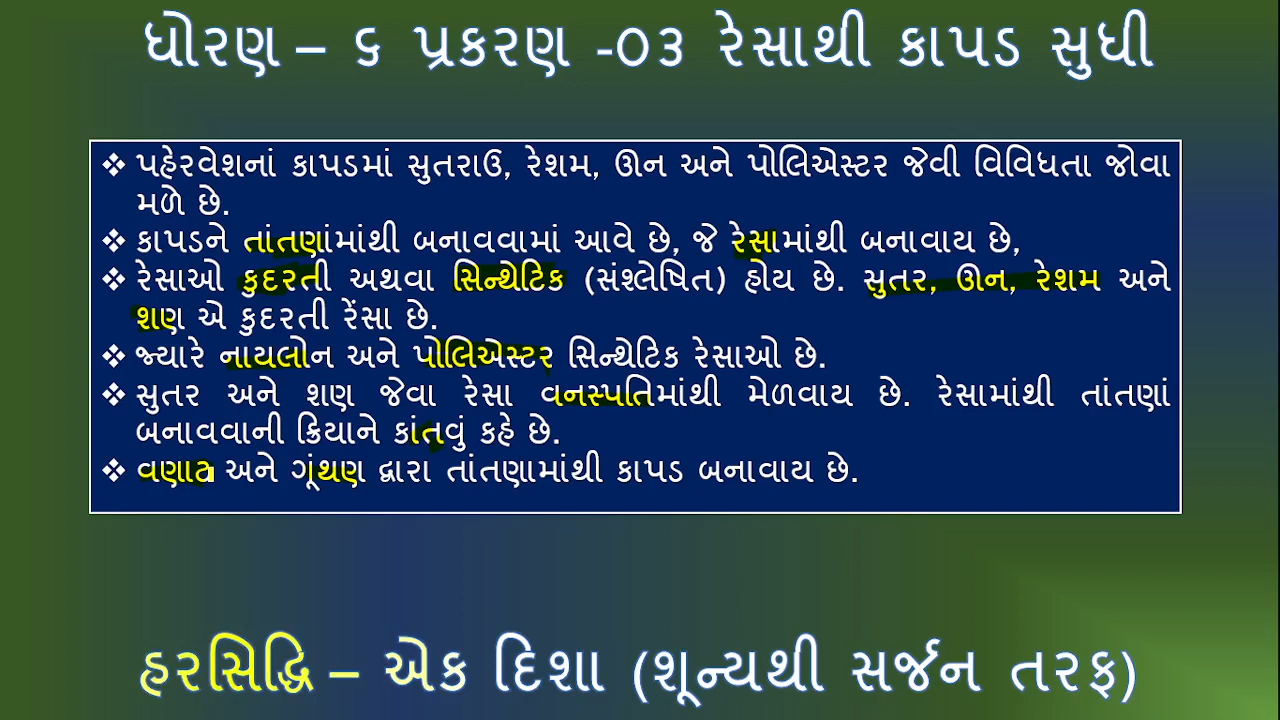 ધોરણ – ૬ પ્રકરણ -૦૩ રેસાથી કાપડ સુધી
❖ પહેરવેશનાં કાપડમાં સુતરાઉ, રેશમ, ઊન અને પોલિએસ્ટર જેવી વિવિધતા જોવા
મળે છે.
❖ કાપડને તાંતણાંમાંથી બનાવવામાં આવે છે, જે રેસામાંથી બનાવાય છે,
❖ રેસાઓ કુદરતી અથવા સિન્થેટિક (સંશ્લેષિત) હોય છે. સુતર, ઊન, રેશમ અને
શણ એ કુદરતી રેંસા છે.
❖ જ્યારે નાયલોન અને પોલિએસ્ટર સિન્થેટિક રેસાઓ છે.
❖ સુતર અને શણ જેવા રેસા વનસ્પતિમાંથી મેળવાય છે. રેસામાંથી તાંતણાં
બનાવવાની ક્રિયાને કાંતવું કહે છે.
❖ વણાટ અને ગૂંથણ દ્વારા તાંતણામાંથી કાપડ બનાવાય છે.
હરસિદ્ધિ – એક દિશા (શૂન્યથી સર્જન તરફ)